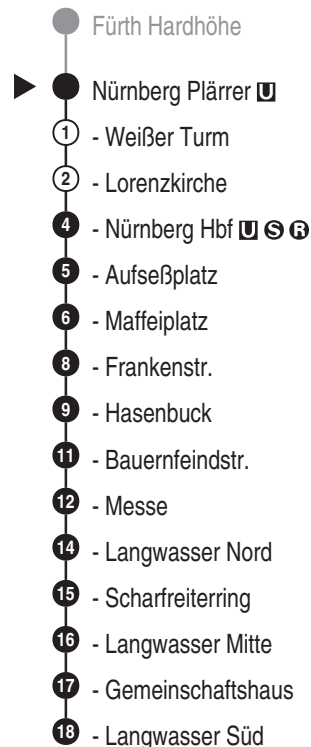 Fürth Hardhöhe
Nürnberg Plärrer U
1 - Weißer Turm
2 - Lorenzkirche
4 - Nürnberg Hbf U S R
5 - Aufseßplatz
6 - Maffeiplatz
8 - Frankenstr.
9 - Hasenbuck
11 - Bauernfeindstr.
12 - Messe
14 - Langwasser Nord
15 - Scharfreiterring
16 - Langwasser Mitte
17 - Gemeinschaftshaus
18 - Langwasser Süd